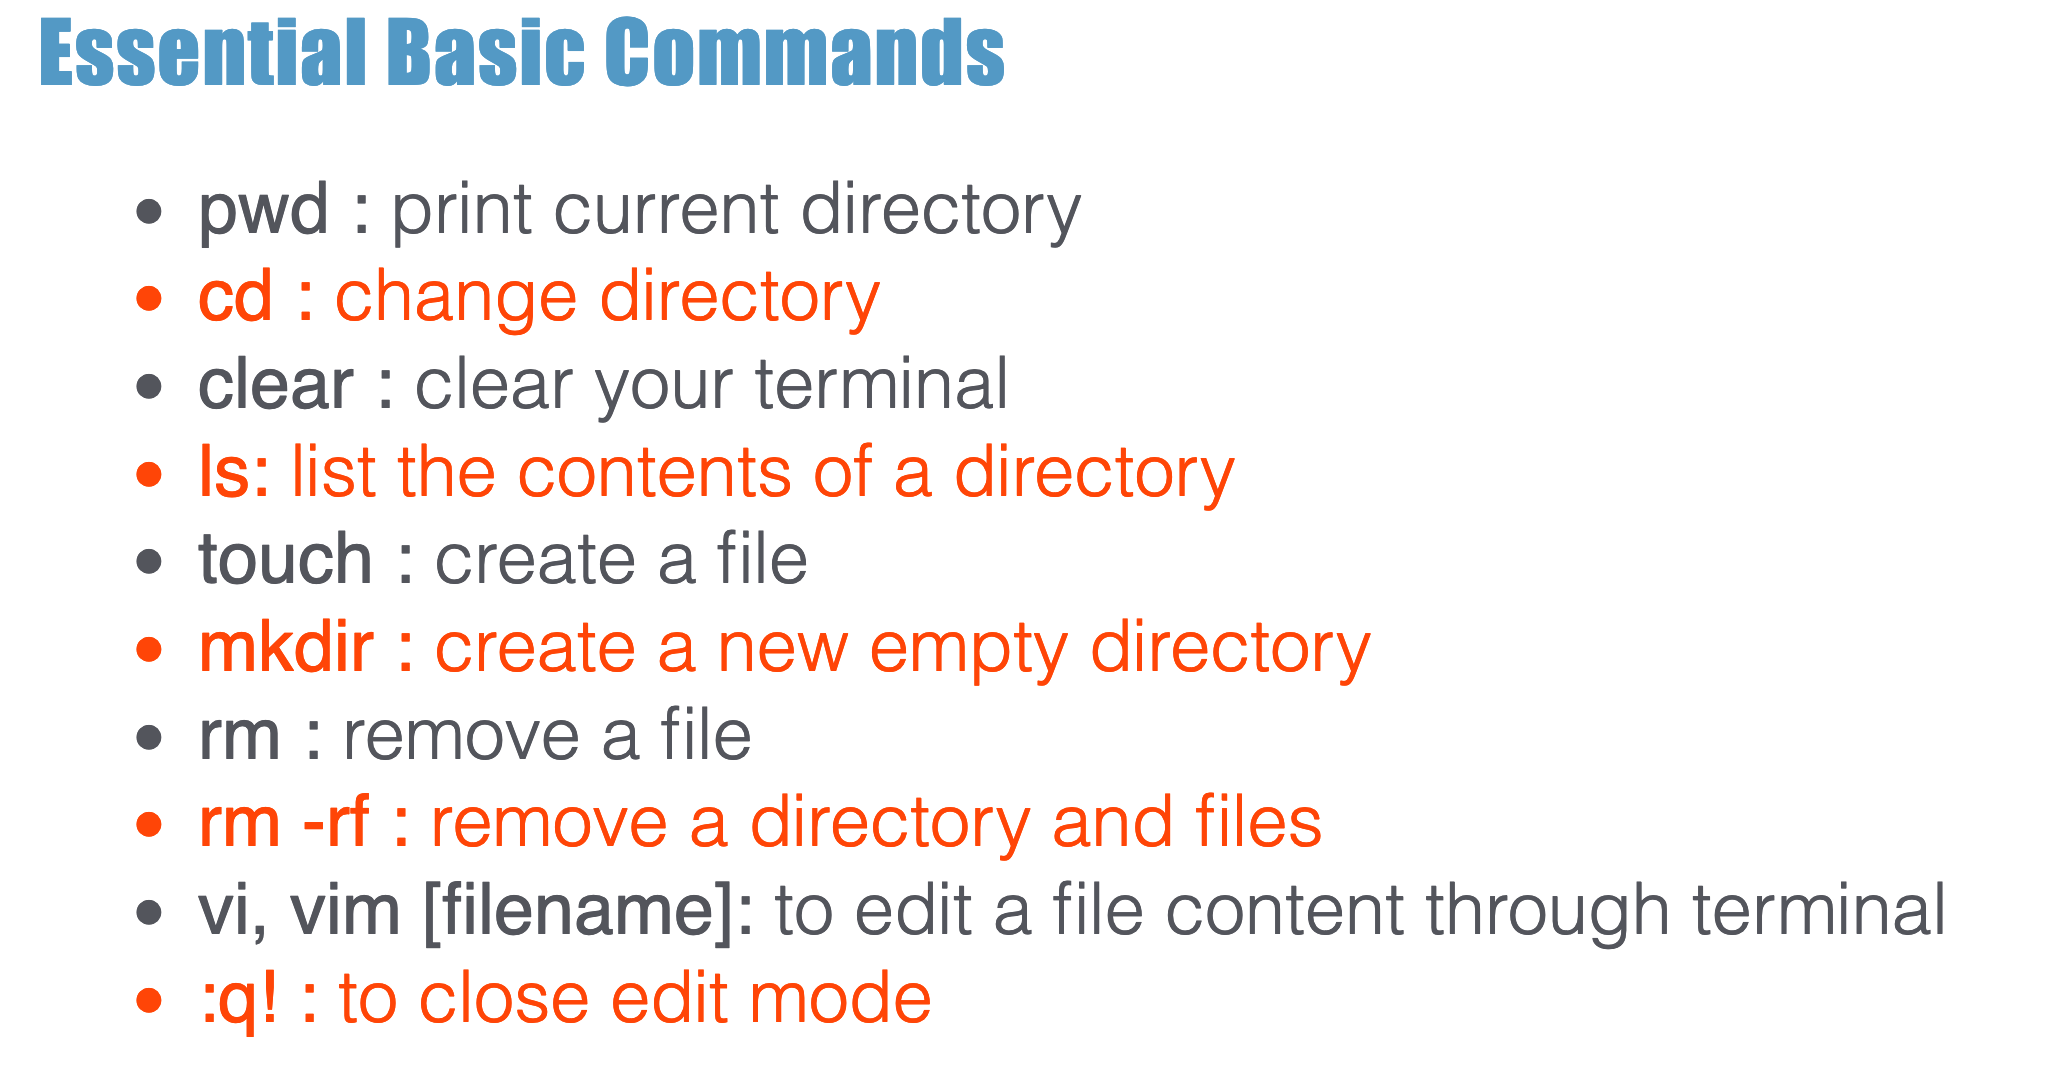 Essential Basic Commands
• pwd : print current directory
• cd : change directory
• clear : clear your terminal
• ls: list the contents of a directory
• touch : create a file
• mkdir : create a new empty directory
• rm : remove a file
• rm -rf : remove a directory and files
• vi, vim [filename]: to edit a file content through terminal
• :q! : to close edit mode